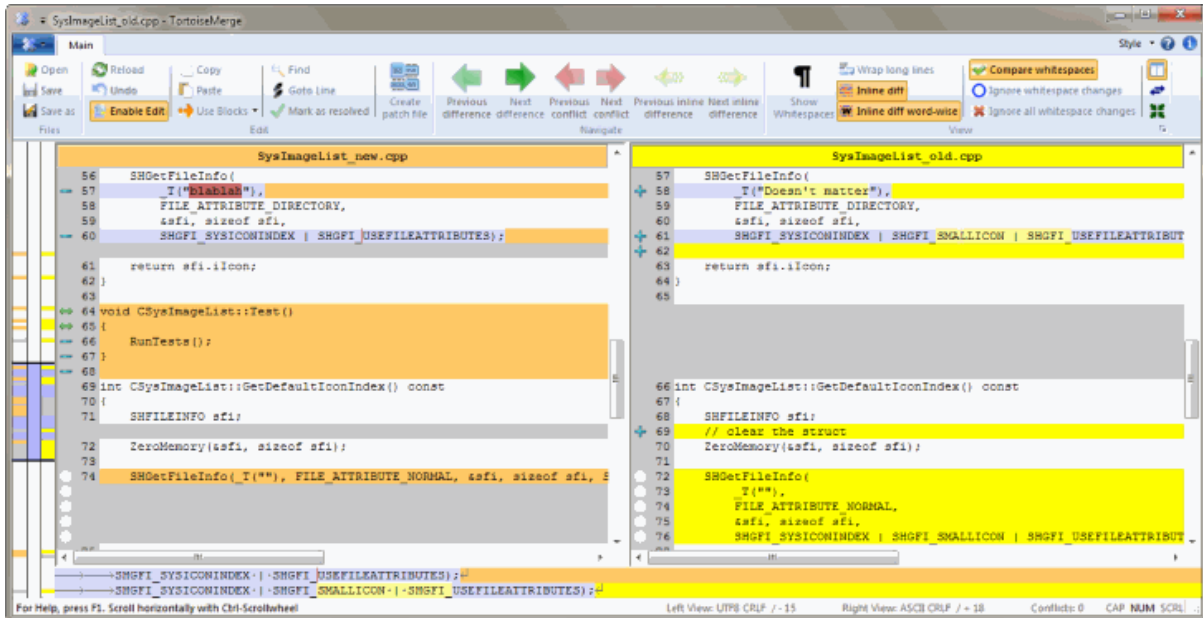 SysImageList_old.cpp - TortoiseMerge
Main
Style
Open
Save
Save as
Files
Reload
Undo
Enable Edit
Copy
Paste
Use Blocks
Find
Goto Line
Mark as resolved
Edit
Create patch file
Previous difference
Next difference
Previous conflict
Next conflict
Previous inline difference
Next inline difference
Navigate
Show Whitespaces
Wrap long lines
Inline diff
Inline diff word-wise
Compare whitespaces
Ignore whitespace changes
Ignore all whitespace changes
View
SysImageList_new.cpp
56 SHGetFileInfo(
57 _T("blablah"),
58 FILE_ATTRIBUTE_DIRECTORY,
59 &sfi, sizeof sfi,
60 SHGFI_SYSICONINDEX | SHGFI_USEFILEATTRIBUTES);
61 return sfi.iIcon;
62 }
63
64 void CSysImageList::Test()
65 {
66 RunTests();
67 }
68
69 int CSysImageList::GetDefaultIconIndex() const
70 {
71 SHFILEINFO sfi;
72 ZeroMemory(&sfi, sizeof sfi);
73
74 SHGetFileInfo(_T(""), FILE_ATTRIBUTE_NORMAL, &sfi, sizeof sfi, S
SysImageList_old.cpp
57 SHGetFileInfo(
58 _T("Doesn't matter"),
59 FILE_ATTRIBUTE_DIRECTORY,
60 &sfi, sizeof sfi,
61 SHGFI_SYSICONINDEX | SHGFI_SMALLICON | SHGFI_USEFILEATTRIBUT
62
63 return sfi.iIcon;
64 }
65
66 int CSysImageList::GetDefaultIconIndex() const
67 {
68 SHFILEINFO sfi;
69 // clear the struct
70 ZeroMemory(&sfi, sizeof sfi);
71
72 SHGetFileInfo(
73 _T(""),
74 FILE_ATTRIBUTE_NORMAL,
75 &sfi, sizeof sfi,
76 SHGFI_SYSICONINDEX | SHGFI_SMALLICON | SHGFI_USEFILEATTRIBUT
SHGFI_SYSICONINDEX·|·SHGFI_USEFILEATTRIBUTES);
SHGFI_SYSICONINDEX·|·SHGFI_SMALLICON·|·SHGFI_USEFILEATTRIBUTES);
For Help, press F1. Scroll horizontally with Ctrl-Scrollwheel
Left View: UTF8 CRLF / - 15
Right View: ASCII CRLF / + 18
Conflicts: 0
CAP NUM SCRL